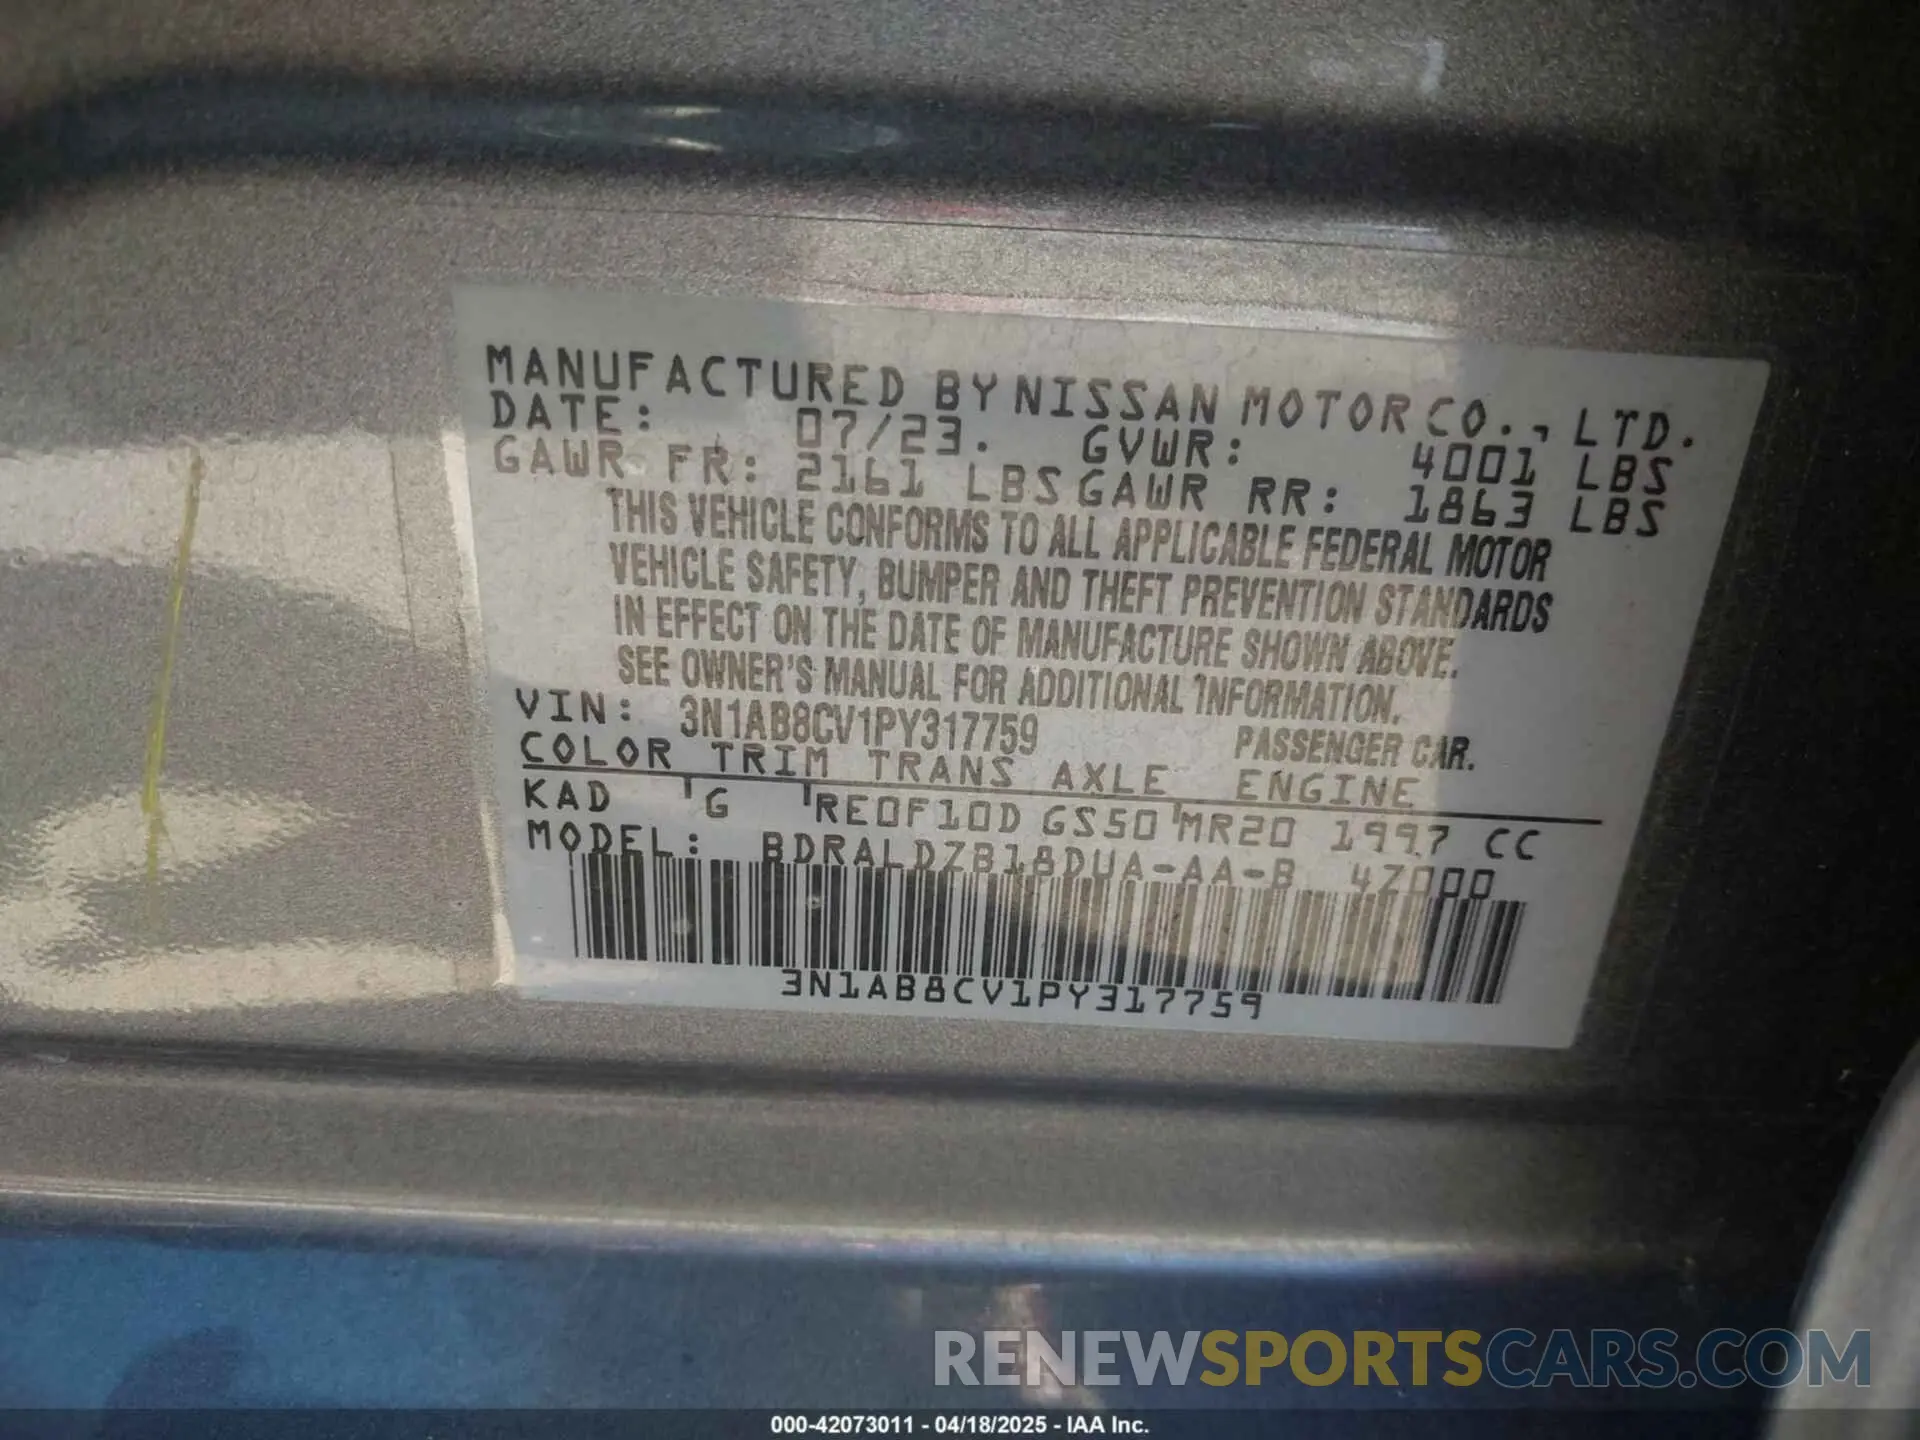 MANUFACTURED BY NISSAN MOTOR CO., LTD.
DATE: 07/23. GVWR: 4001 LBS
GAWR FR: 2161 LBS GAWR RR: 1863 LBS
THIS VEHICLE CONFORMS TO ALL APPLICABLE FEDERAL MOTOR
VEHICLE SAFETY, BUMPER AND THEFT PREVENTION STANDARDS
IN EFFECT ON THE DATE OF MANUFACTURE SHOWN ABOVE.
SEE OWNER'S MANUAL FOR ADDITIONAL INFORMATION.
VIN: 3N1AB8CV1PY317759 PASSENGER CAR.
COLOR TRIM TRANS AXLE ENGINE
KAD G RE0F10D GS50 MR20 1997 CC
MODEL: BDRALDZB18DUA-AA-B 4Z000
3N1AB8CV1PY317759
RENEWSPORTSCARS.COM
000-42073011 - 04/18/2025 - IAA Inc.